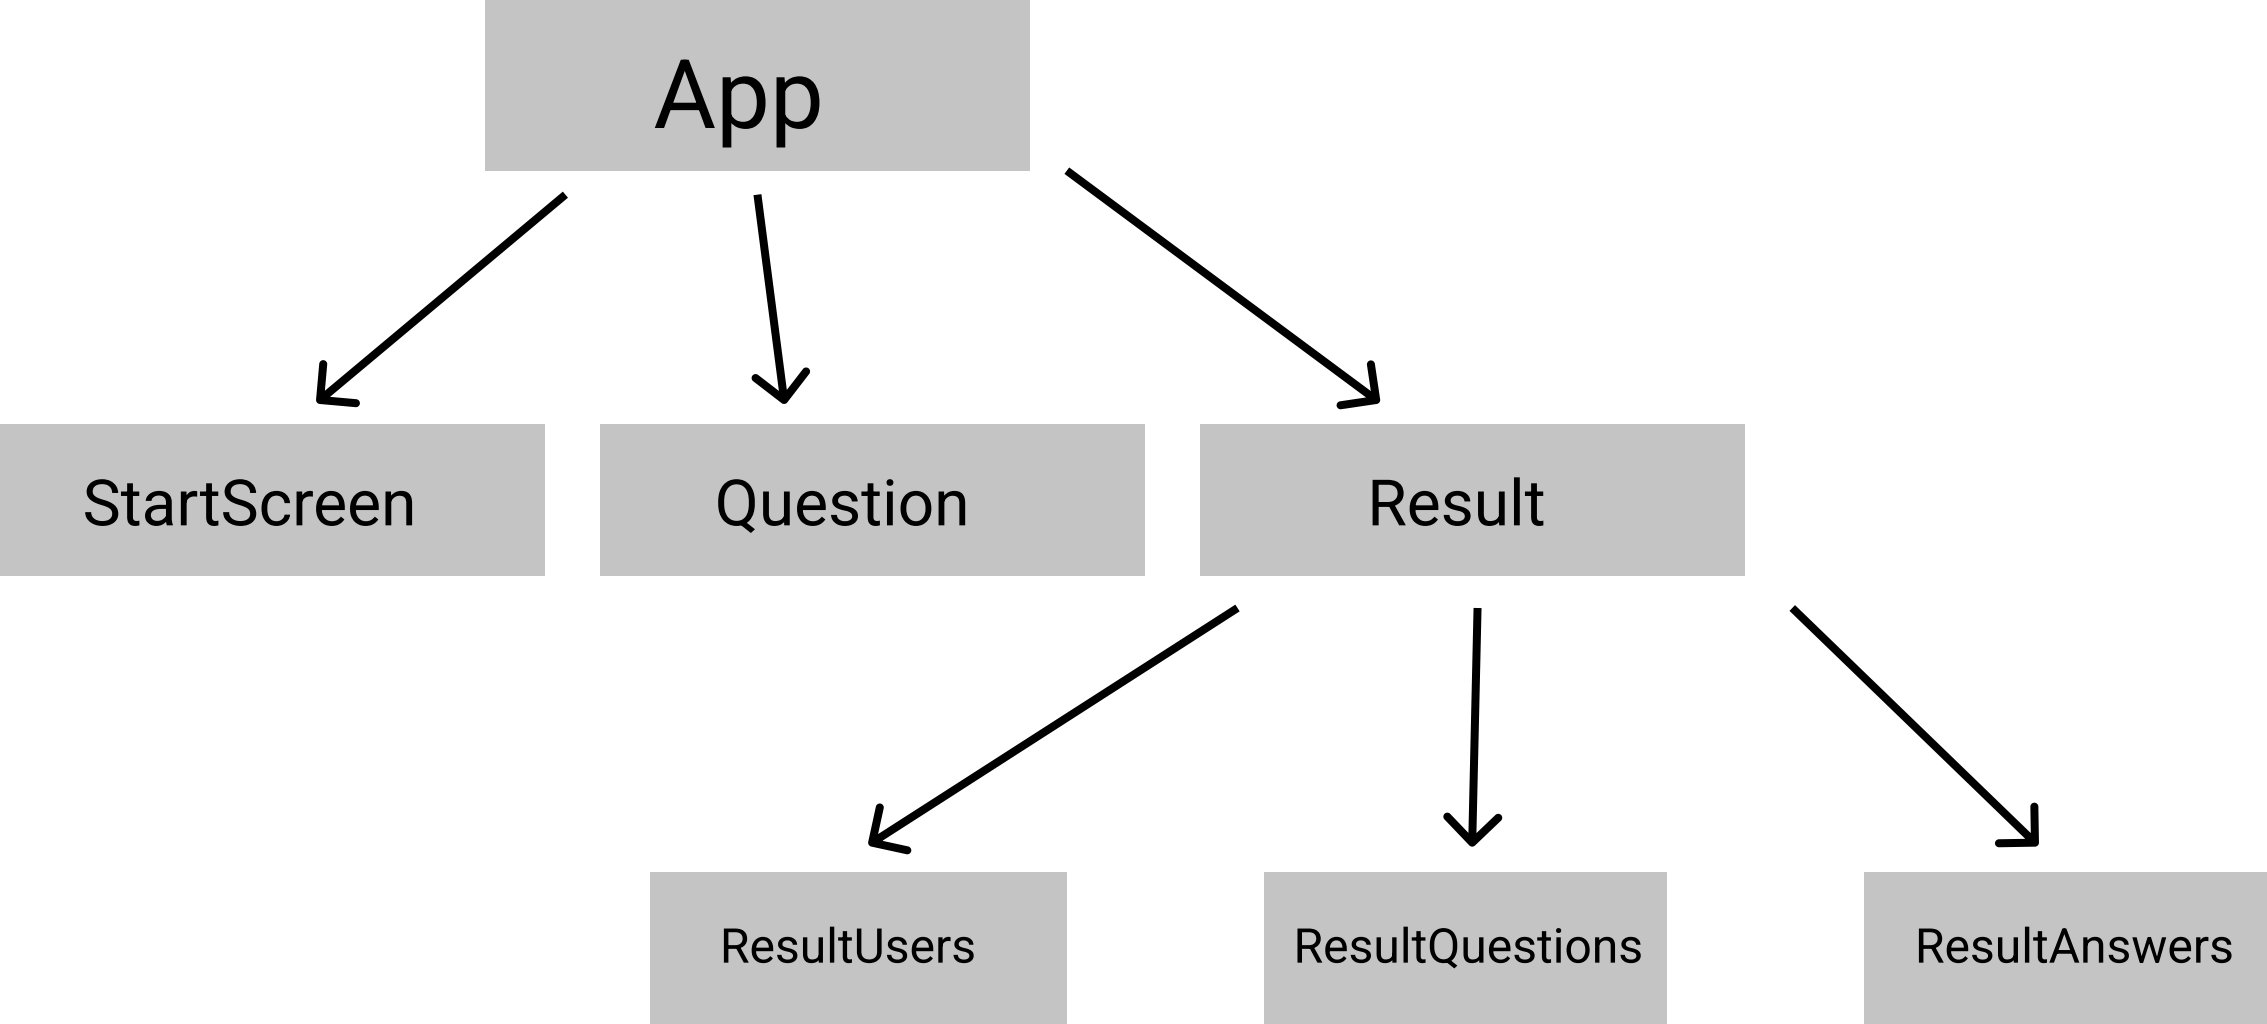 App
StartScreen
Question
Result
ResultUsers
ResultQuestions
ResultAnswers